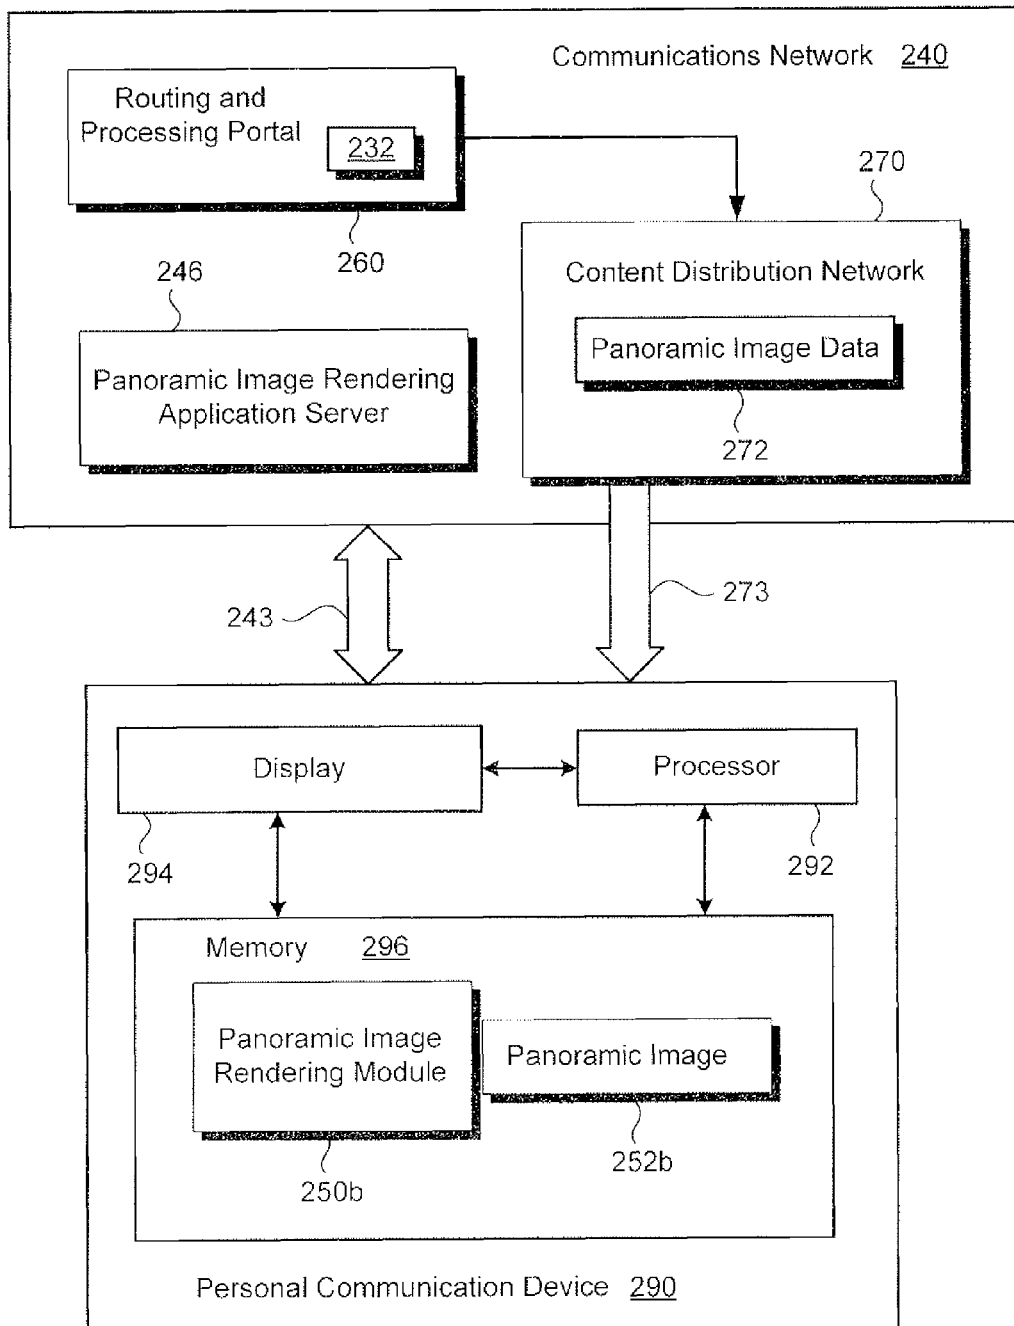 Communications Network 240
Routing and
Processing Portal
232
260
270
Content Distribution Network
Panoramic Image Data
272
246
Panoramic Image Rendering
Application Server
243
273
Display
294
Processor
292
Memory 296
Panoramic Image
Rendering Module
250b
Panoramic Image
252b
Personal Communication Device 290